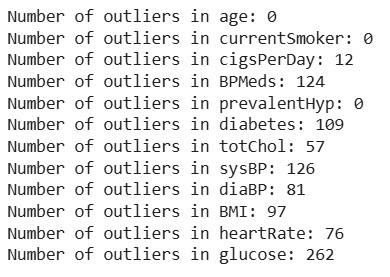 Number of outliers in age: 0
Number of outliers in currentSmoker: 0
Number of outliers in cigsPerDay: 12
Number of outliers in BPMeds: 124
Number of outliers in prevalentHyp: 0
Number of outliers in diabetes: 109
Number of outliers in totChol: 57
Number of outliers in sysBP: 126
Number of outliers in diaBP: 81
Number of outliers in BMI: 97
Number of outliers in heartRate: 76
Number of outliers in glucose: 262